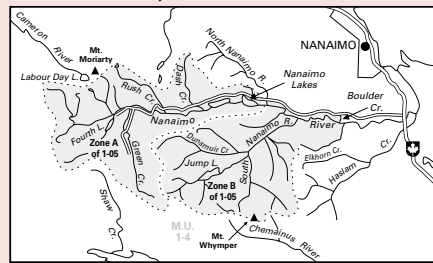 Cameron
River
Mt.
Moriarty
Labour Day L.
Rush Cr.
Dash Cr.
North Nanaimo R.
NANAIMO
Nanaimo
Lakes
Boulder
Cr.
Nanaimo
River
Fourth L.
Zone A
of 1-05
Green Cr.
Dunsmuir Cr
Jump L.
Zone B
of 1-05
South
Nanaimo R.
Elkhorn Cr.
Haslam
Cr.
Shaw
Cr.
M.U.
1-4
Mt.
Whymper
Chemainus
River